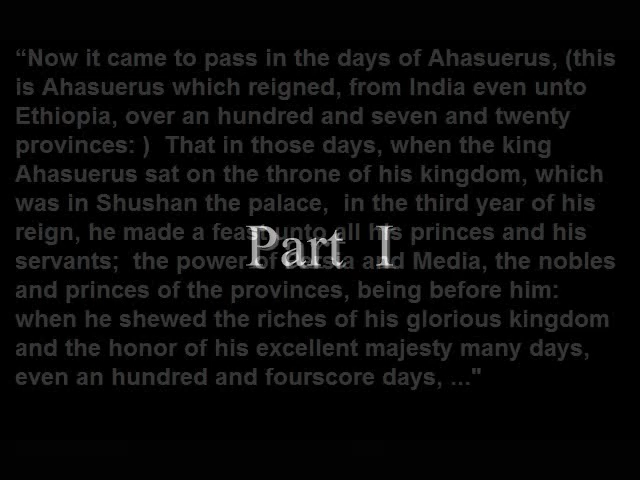 “Now it came to pass in the days of Ahasuerus, (this
is Ahasuerus which reigned, from India even unto
Ethiopia, over an hundred and seven and twenty
provinces: ) That in those days, when the king
Ahasuerus sat on the throne of his kingdom, which
was in Shushan the palace, in the third year of his
reign, he made a feast unto all his princes and his
Part I
servants; the power of Persia and Media, the nobles
and princes of the provinces, being before him:
when he shewed the riches of his glorious kingdom
and the honor of his excellent majesty many days,
even an hundred and fourscore days, ..."